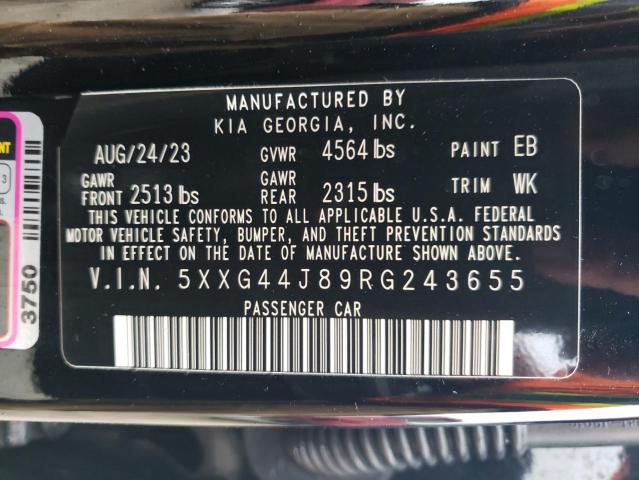 MANUFACTURED BY
KIA GEORGIA, INC.
AUG/24/23 GVWR 4564 lbs PAINT EB
GAWR FRONT 2513 lbs GAWR REAR 2315 lbs TRIM WK
THIS VEHICLE CONFORMS TO ALL APPLICABLE U.S.A. FEDERAL
MOTOR VEHICLE SAFETY, BUMPER, AND THEFT PREVENTION STANDARDS
IN EFFECT ON THE DATE OF MANUFACTURE SHOWN ABOVE.
V.I.N. 5XXG44J89RG243655
PASSENGER CAR
3750